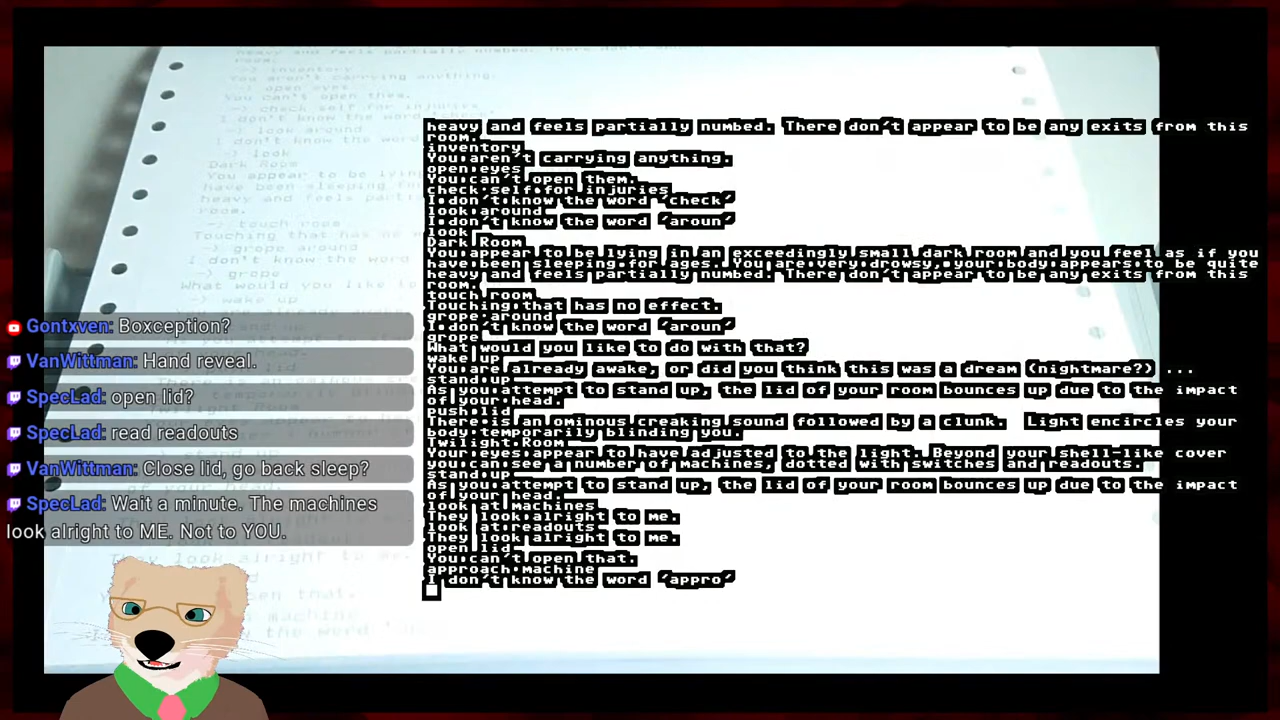 heavy and feels partially numbed. There don't appear to be any exits from this
room.
inventory
You aren't carrying anything.
open eyes
You can't open them.
check self for injuries
I don't know the word 'check'
look around
I don't know the word 'aroun'
look
Dark Room
You appear to be lying in an exceedingly small dark room and you feel as if you
have been sleeping for ages. You are very drowsy, your body appears to be quite
heavy and feels partially numbed. There don't appear to be any exits from this
room.
touch room
Touching that has no effect.
grope around
I don't know the word 'aroun'
grope
What would you like to do with that?
wake up
You are already awake, or did you think this was a dream (nightmare?) ...
stand up
As you attempt to stand up, the lid of your room bounces up due to the impact
of your head.
push lid
There is an ominous creaking sound followed by a clunk. Light encircles your
body temporarily blinding you.
Twilight Room
Your eyes appear to have adjusted to the light. Beyond your shell-like cover
you can see a number of machines, dotted with switches and readouts.
stand up
As you attempt to stand up, the lid of your room bounces up due to the impact
of your head.
look at machines
They look alright to me.
look at readouts
They look alright to me.
open lid
You can't open that.
approach machine
I don't know the word 'appro'
Gontxven: Boxception?
VanWittman: Hand reveal.
SpecLad: open lid?
SpecLad: read readouts
VanWittman: Close lid, go back sleep?
SpecLad: Wait a minute. The machines
look alright to ME. Not to YOU.